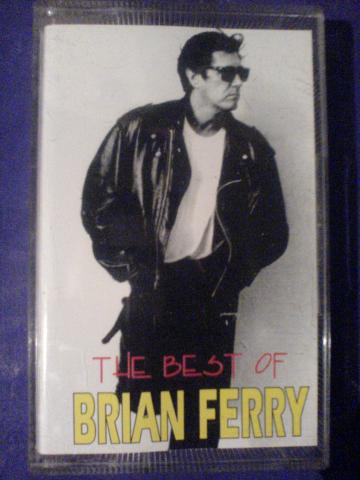 THE BEST OF
BRIAN FERRY